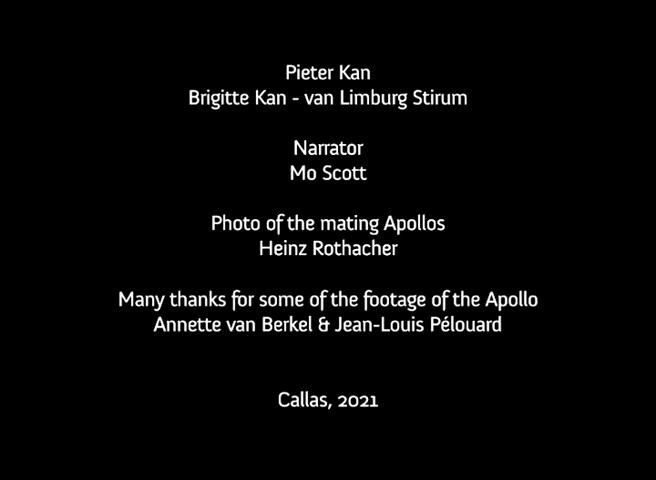 Pieter Kan
Brigitte Kan - van Limburg Stirum
Narrator
Mo Scott
Photo of the mating Apollos
Heinz Rothacher
Many thanks for some of the footage of the Apollo
Annette van Berkel & Jean-Louis Pélouard
Callas, 2021